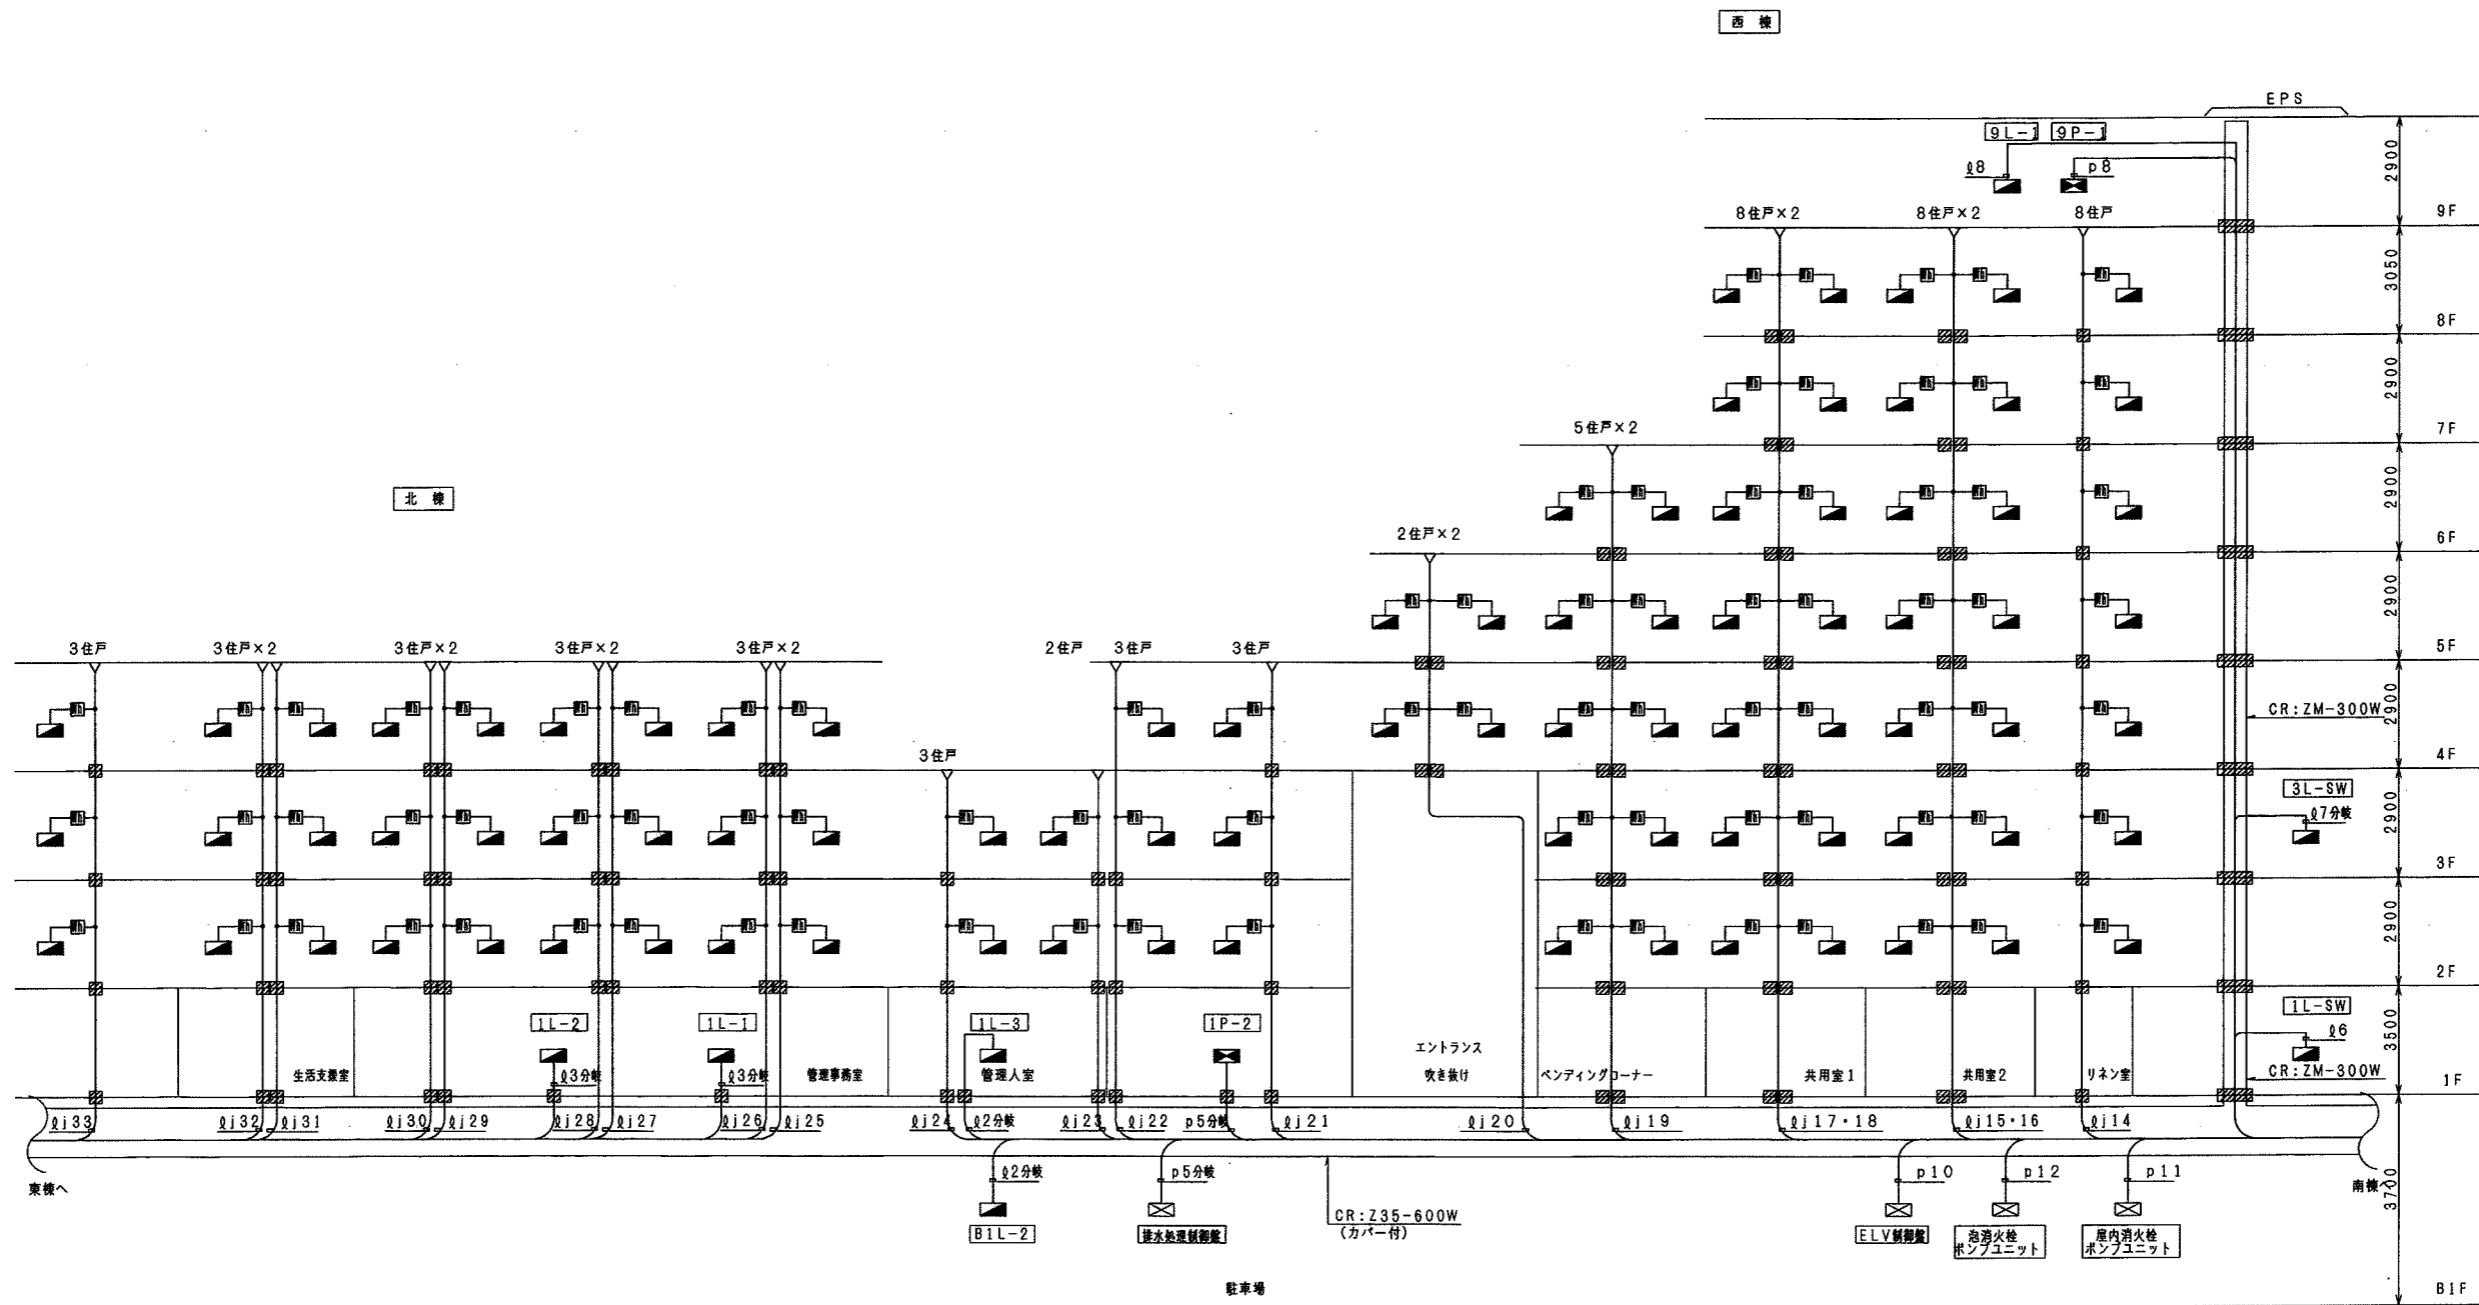 西 棟
EPS
9L-1 9P-1
ℓ8 p8
2900
9F
8住戸×2 8住戸×2 8住戸
3050
8F
2900
7F
5住戸×2
2900
6F
北 棟
2住戸×2
2900
5F
3住戸 3住戸×2 3住戸×2 3住戸×2 3住戸×2 2住戸 3住戸 3住戸
2900
CR:ZM-300W
4F
3住戸
2900
3L-SW
ℓ7分岐
3F
2900
2F
1L-2 1L-1 1L-3 1P-2
1L-SW
ℓ6
3500
エントランス
吹き抜け
生活支援室 管理事務室 管理人室 ベンディングコーナー 共用室1 共用室2 リネン室
ℓ3分岐 ℓ3分岐
CR:ZM-300W
1F
ℓj33 ℓj32 ℓj31 ℓj30 ℓj29 ℓj28 ℓj27 ℓj26 ℓj25 ℓj24 ℓ2分岐 ℓj23 ℓj22 p5分岐 ℓj21 ℓj20 ℓj19 ℓj17・18 ℓj15・16 ℓj14
東棟へ
ℓ2分岐 p5分岐 p10 p12 p11
南棟へ
3700
B1L-2
排水処理制御盤
CR:Z35-600W
(カバー付)
ELV制御盤
泡消火栓
ポンプユニット
屋内消火栓
ポンプユニット
駐車場
B1F